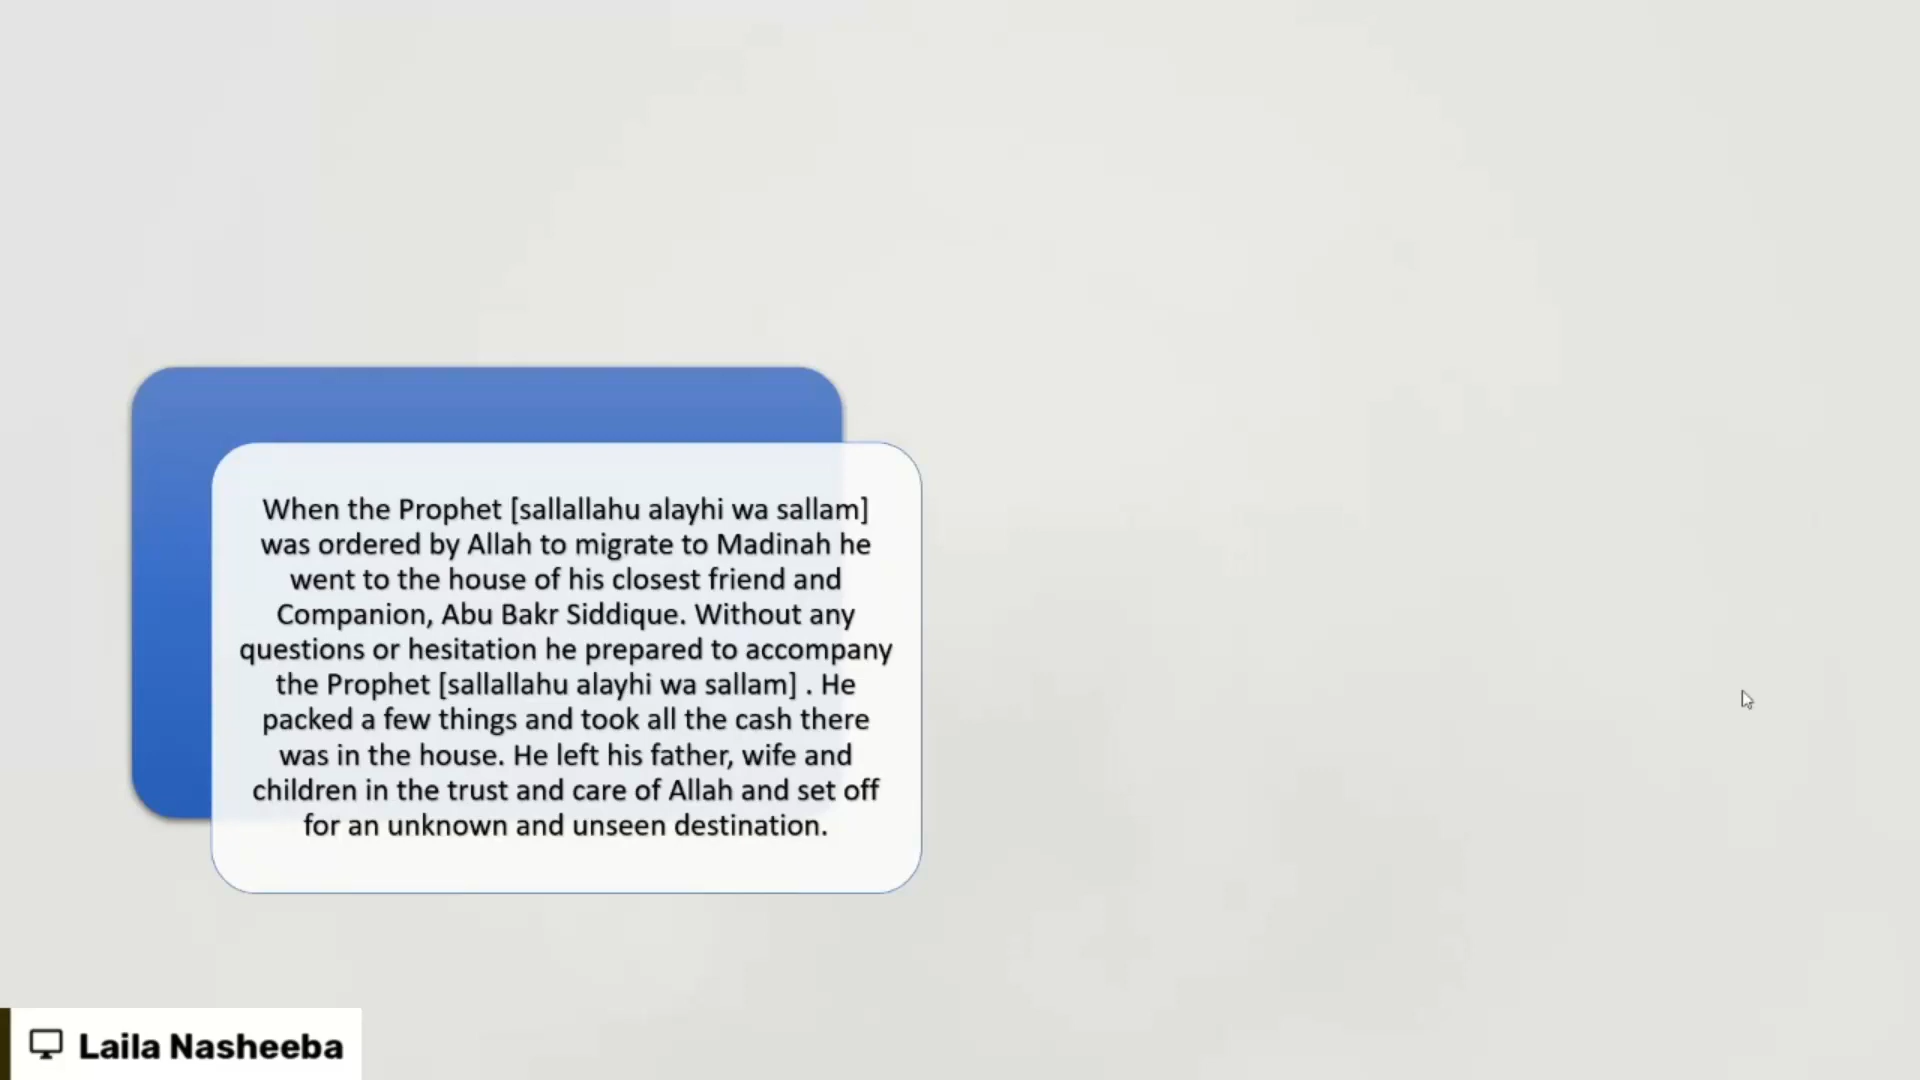 When the Prophet [sallallahu alayhi wa sallam]
was ordered by Allah to migrate to Madinah he
went to the house of his closest friend and
Companion, Abu Bakr Siddique. Without any
questions or hesitation he prepared to accompany
the Prophet [sallallahu alayhi wa sallam] . He
packed a few things and took all the cash there
was in the house. He left his father, wife and
children in the trust and care of Allah and set off
for an unknown and unseen destination.
Laila Nasheeba